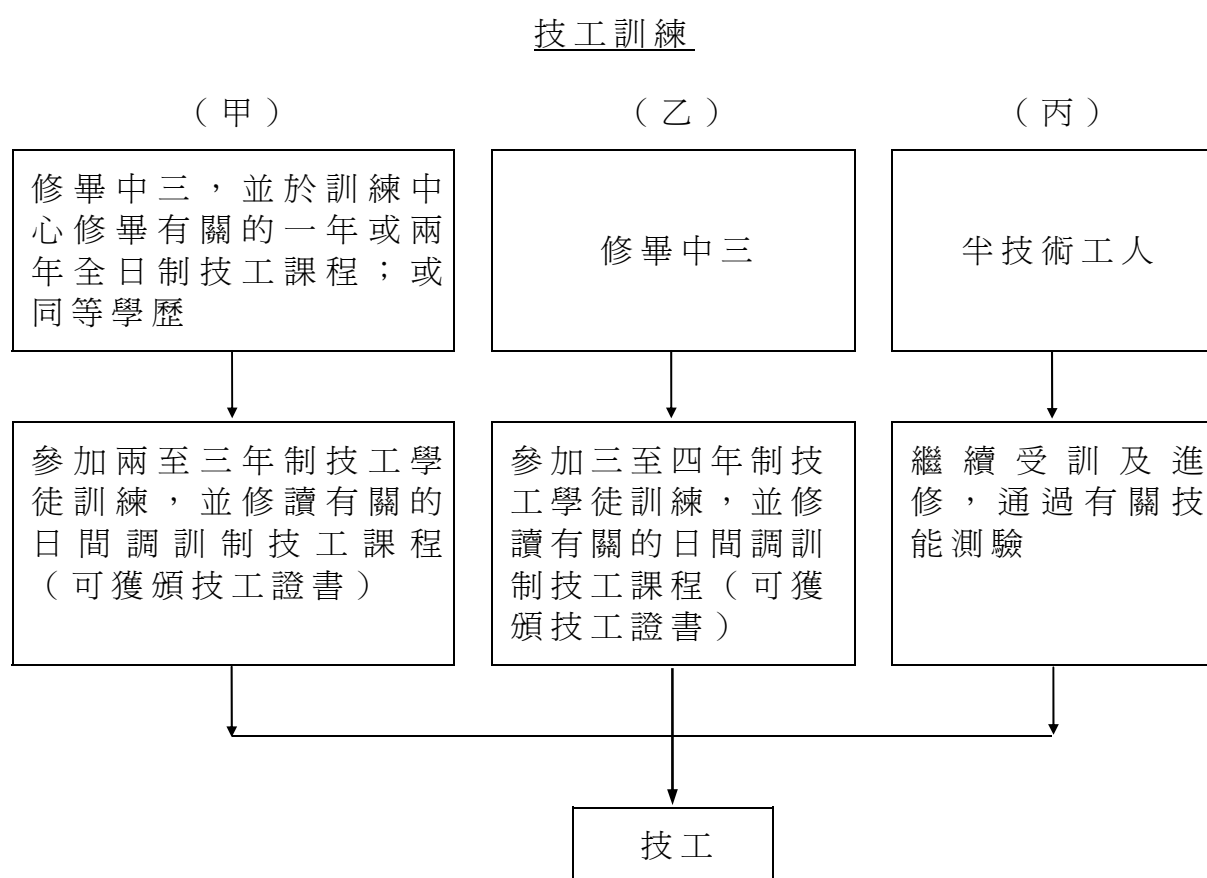 技工訓練
（甲）
（乙）
（丙）
修畢中三，並於訓練中
心修畢有關的一年或兩
年全日制技工課程；或
同等學歷
修畢中三
半技術工人
參加兩至三年制技工學
徒訓練，並修讀有關的
日間調訓制技工課程
（可獲頒技工證書）
參加三至四年制技
工學徒訓練，並修
讀有關的日間調訓
制技工課程（可獲
頒技工證書）
繼續受訓及進
修，通過有關技
能測驗
技工